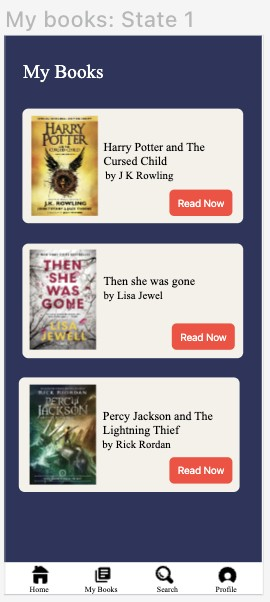 My books: State 1
My Books
HARRY
POTTER
J.K. ROWLING
Harry Potter and The
Cursed Child
by J K Rowling
Read Now
THEN
SHE
WAS
GONE
LISA
JEWELL
Then she was gone
by Lisa Jewel
Read Now
RICK RIORDAN
PERCY
JACKSON
Percy Jackson and The
Lightning Thief
by Rick Rordan
Read Now
Home
My Books
Search
Profile